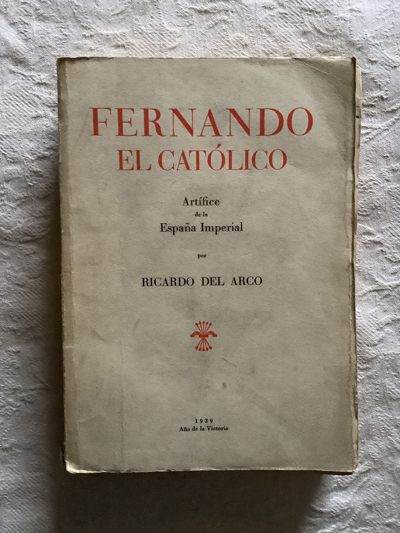 FERNANDO
EL CATÓLICO
Artífice
de la
España Imperial
por
RICARDO DEL ARCO
1939
Año de la Victoria